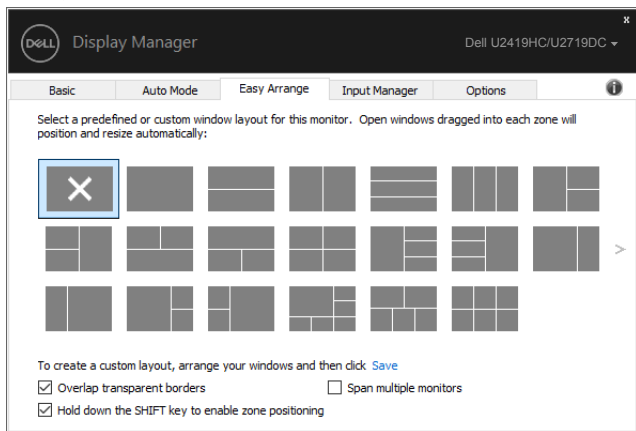 x
DELL Display Manager Dell U2419HC/U2719DC
Basic Auto Mode Easy Arrange Input Manager Options i
Select a predefined or custom window layout for this monitor. Open windows dragged into each zone will
position and resize automatically:
>
To create a custom layout, arrange your windows and then click Save
Overlap transparent borders Span multiple monitors
Hold down the SHIFT key to enable zone positioning